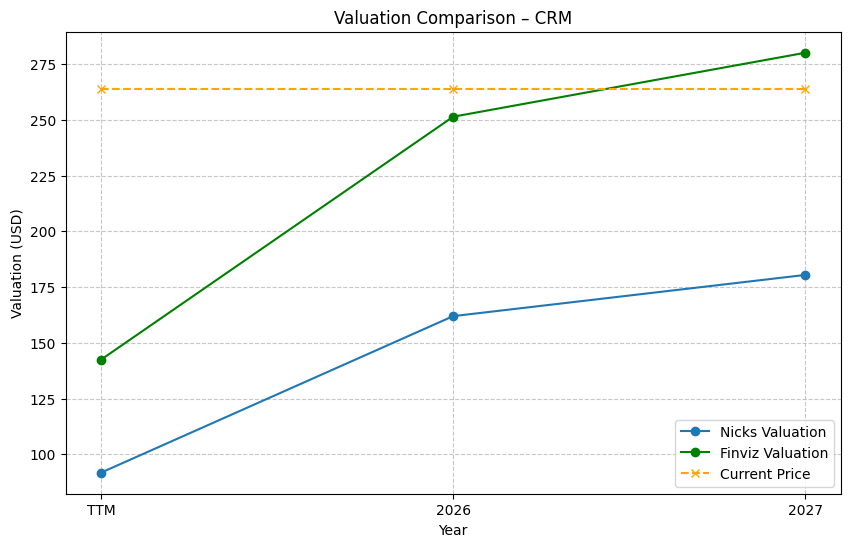 Valuation Comparison – CRM
Valuation (USD)
275
250
225
200
175
150
125
100
TTM
2026
2027
Year
Nicks Valuation
Finviz Valuation
Current Price